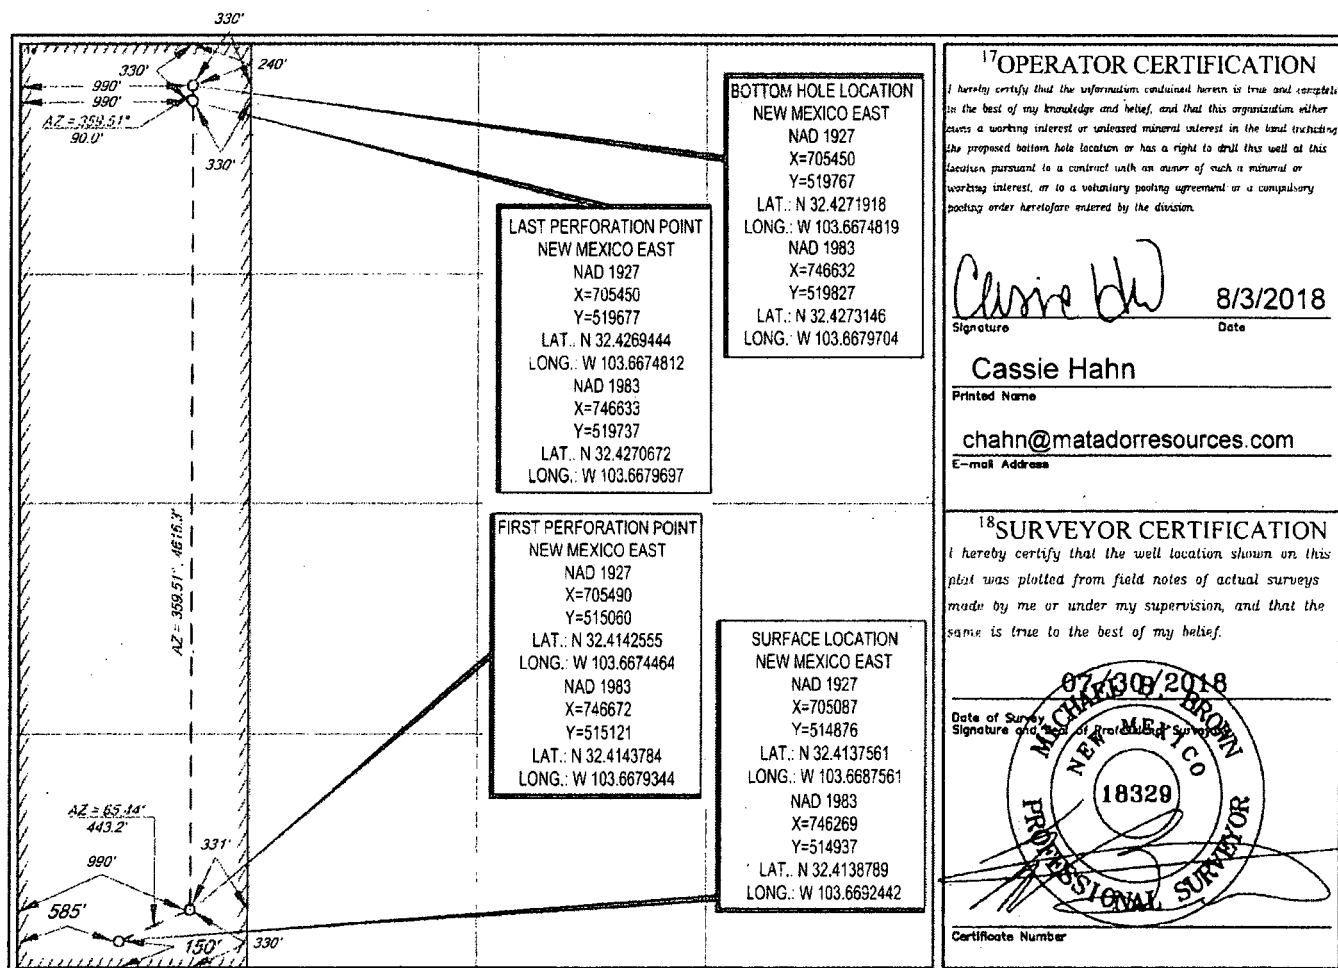 330'
330'
240'
990'
990'
AZ = 359.51°
90.0'
330'
BOTTOM HOLE LOCATION
NEW MEXICO EAST
NAD 1927
X=705450
Y=519767
LAT.: N 32.4271918
LONG.: W 103.6674819
NAD 1983
X=746632
Y=519827
LAT.: N 32.4273146
LONG.: W 103.6679704
LAST PERFORATION POINT
NEW MEXICO EAST
NAD 1927
X=705450
Y=519677
LAT.. N 32.4269444
LONG.: W 103.6674812
NAD 1983
X=746633
Y=519737
LAT.. N 32.4270672
LONG.: W 103.6679697
AZ = 359.51°, 4616.3'
FIRST PERFORATION POINT
NEW MEXICO EAST
NAD 1927
X=705490
Y=515060
LAT.: N 32.4142555
LONG.: W 103.6674464
NAD 1983
X=746672
Y=515121
LAT.: N 32.4143784
LONG.: W 103.6679344
SURFACE LOCATION
NEW MEXICO EAST
NAD 1927
X=705087
Y=514876
LAT.: N 32.4137561
LONG.: W 103.6687561
NAD 1983
X=746269
Y=514937
LAT.. N 32.4138789
LONG.: W 103.6692442
AZ = 65.44°
443.2'
990'
331'
585'
150'
330'
17 OPERATOR CERTIFICATION
I hereby certify that the information contained herein is true and complete
to the best of my knowledge and belief, and that this organization either
owns a working interest or unleased mineral interest in the land including
the proposed bottom hole location or has a right to drill this well at this
location pursuant to a contract with an owner of such a mineral or
working interest, or to a voluntary pooling agreement or a compulsory
pooling order heretofore entered by the division.
8/3/2018
Signature Date
Cassie Hahn
Printed Name
chahn@matadorresources.com
E-mail Address
18 SURVEYOR CERTIFICATION
I hereby certify that the well location shown on this
plat was plotted from field notes of actual surveys
made by me or under my supervision, and that the
same is true to the best of my belief.
07/30/2018
Date of Survey
Signature and Seal of Professional Surveyor
MICHAEL B. BROWN
NEW MEXICO
18329
PROFESSIONAL SURVEYOR
Certificate Number